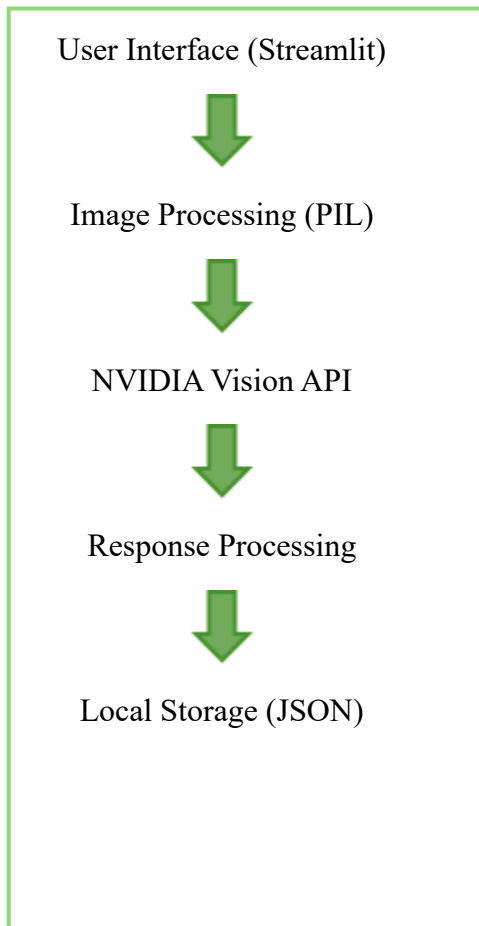 User Interface (Streamlit)
Image Processing (PIL)
NVIDIA Vision API
Response Processing
Local Storage (JSON)